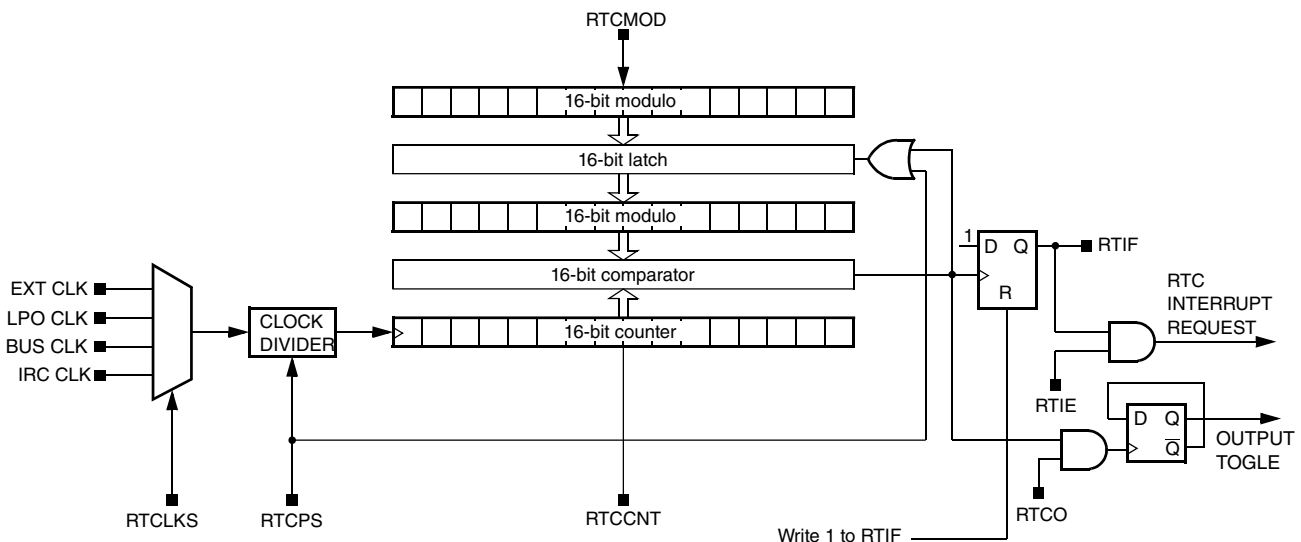 RTCMOD
16-bit modulo
16-bit latch
16-bit modulo
16-bit comparator
16-bit counter
EXT CLK
LPO CLK
BUS CLK
IRC CLK
CLOCK
DIVIDER
RTCLKS
RTCPS
RTCCNT
1
D Q
R
RTIF
RTC
INTERRUPT
REQUEST
RTIE
D Q
Q
OUTPUT
TOGLE
RTCO
Write 1 to RTIF